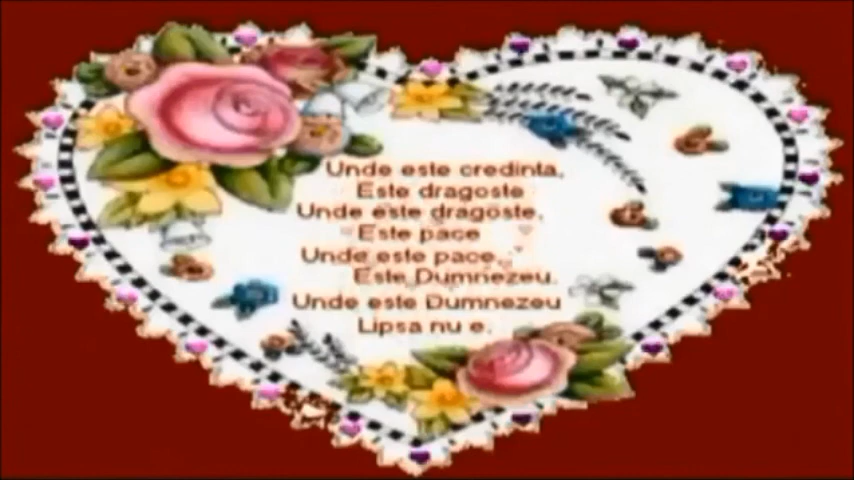 Unde este credinta,
Este dragoste
Unde este dragoste,
Este pace
Unde este pace,
Este Dumnezeu.
Unde este Dumnezeu
Lipsa nu e.